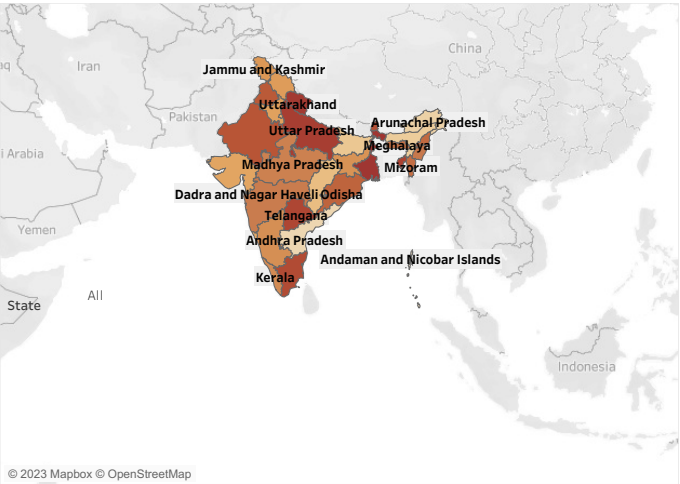 China
Iran
Jammu and Kashmir
Uttarakhand
Pakistan
Arunachal Pradesh
Uttar Pradesh
Meghalaya
i Arabia
Madhya Pradesh
Mizoram
Dadra and Nagar Haveli
Odisha
Telangana
Yemen
Andhra Pradesh
Andaman and Nicobar Islands
Kerala
State
All
Indonesia
© 2023 Mapbox © OpenStreetMap